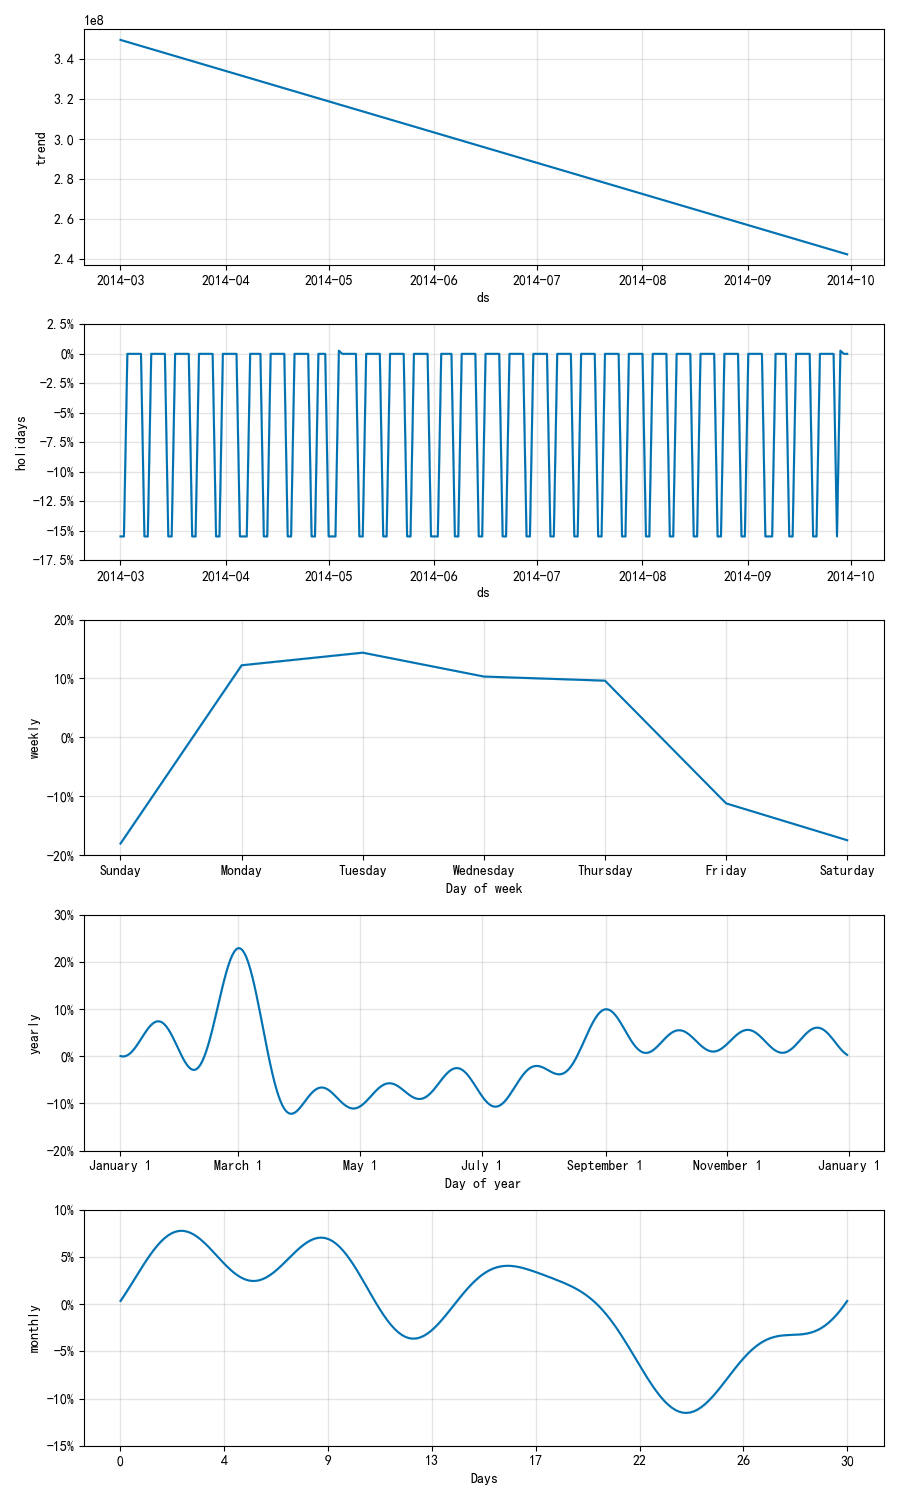 1e8
3.4
3.2
3.0
2.8
2.6
2.4
trend
2014-03 2014-04 2014-05 2014-06 2014-07 2014-08 2014-09 2014-10
ds
2.5%
0%
−2.5%
−5%
−7.5%
−10%
−12.5%
−15%
−17.5%
holidays
2014-03 2014-04 2014-05 2014-06 2014-07 2014-08 2014-09 2014-10
ds
20%
10%
0%
−10%
−20%
weekly
Sunday Monday Tuesday Wednesday Thursday Friday Saturday
Day of week
30%
20%
10%
0%
−10%
−20%
yearly
January 1 March 1 May 1 July 1 September 1 November 1 January 1
Day of year
10%
5%
0%
−5%
−10%
−15%
monthly
0 4 9 13 17 22 26 30
Days